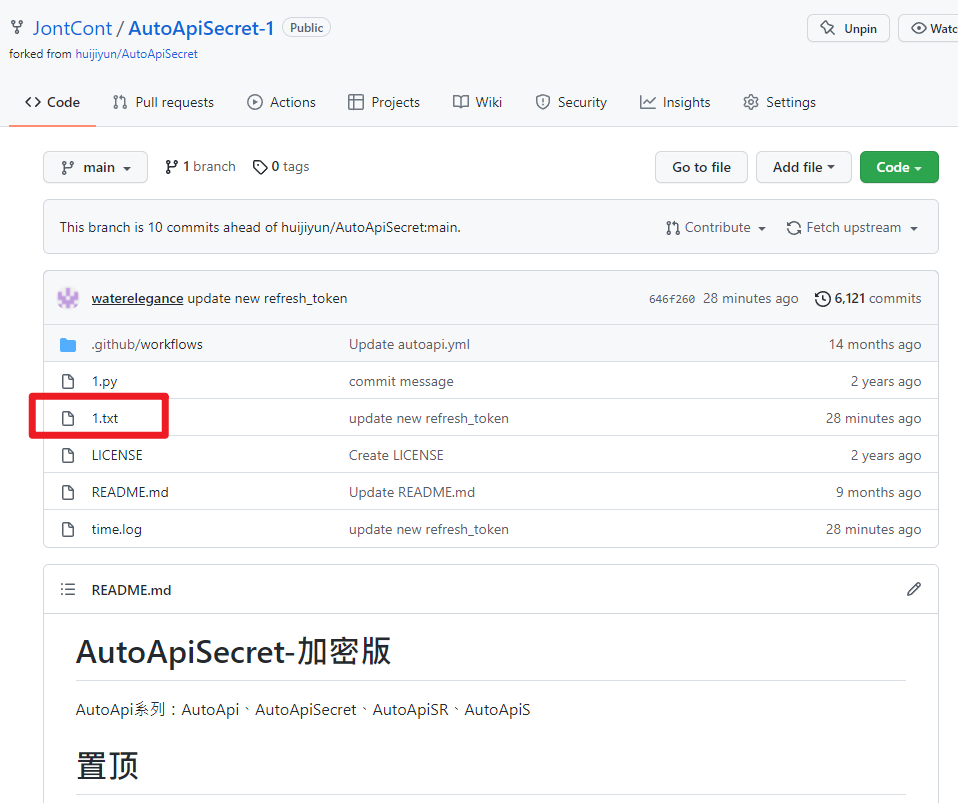 JontCont / AutoApiSecret-1 Public Unpin
forked from huijiyun/AutoApiSecret
Code Pull requests Actions Projects Wiki Security Insights Settings
main 1 branch 0 tags Go to file Add file Code
This branch is 10 commits ahead of huijiyun/AutoApiSecret:main. Contribute Fetch upstream
waterelegance update new refresh_token 646f260 28 minutes ago 6,121 commits
.github/workflows Update autoapi.yml 14 months ago
1.py commit message 2 years ago
1.txt update new refresh_token 28 minutes ago
LICENSE Create LICENSE 2 years ago
README.md Update README.md 9 months ago
time.log update new refresh_token 28 minutes ago
README.md
AutoApiSecret-加密版
AutoApi系列：AutoApi、AutoApiSecret、AutoApiSR、AutoApiS
置顶